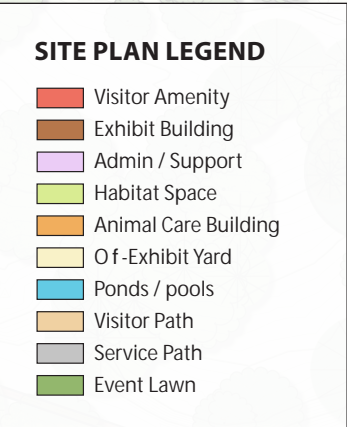 SITE PLAN LEGEND
Visitor Amenity
Exhibit Building
Admin / Support
Habitat Space
Animal Care Building
Of-Exhibit Yard
Ponds / pools
Visitor Path
Service Path
Event Lawn